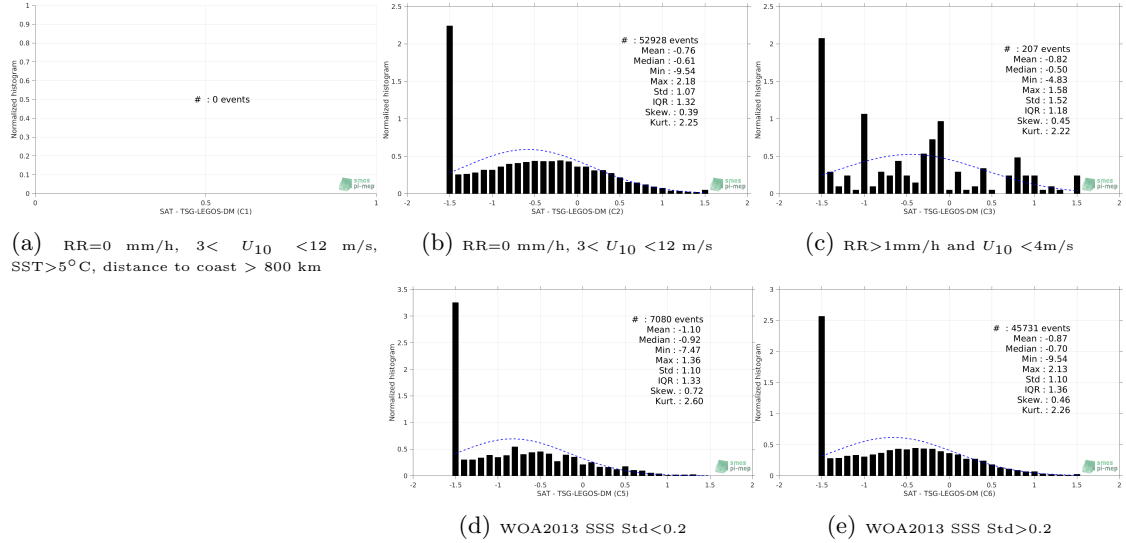 1
0.9
0.8
0.7
0.6
0.5
0.4
0.3
0.2
0.1
0
Normalized histogram
# : 0 events
smos
pi-mep
0 0.5 1
SAT - TSG-LEGOS-DM (C1)
(a) RR=0 mm/h, 3< U10 <12 m/s,
SST>5°C, distance to coast > 800 km
2.5
2
1.5
1
0.5
0
Normalized histogram
# : 52928 events
Mean : -0.76
Median : -0.61
Min : -9.54
Max : 2.18
Std : 1.07
IQR : 1.32
Skew. : 0.39
Kurt. : 2.25
smos
pi-mep
-2 -1.5 -1 -0.5 0 0.5 1 1.5 2
SAT - TSG-LEGOS-DM (C2)
(b) RR=0 mm/h, 3< U10 <12 m/s
2.5
2
1.5
1
0.5
0
Normalized histogram
# : 207 events
Mean : -0.82
Median : -0.50
Min : -4.83
Max : 1.58
Std : 1.52
IQR : 1.18
Skew. : 0.45
Kurt. : 2.22
smos
pi-mep
-2 -1.5 -1 -0.5 0 0.5 1 1.5 2
SAT - TSG-LEGOS-DM (C3)
(c) RR>1mm/h and U10 <4m/s
3.5
3
2.5
2
1.5
1
0.5
0
Normalized histogram
# : 7080 events
Mean : -1.10
Median : -0.92
Min : -7.47
Max : 1.36
Std : 1.10
IQR : 1.33
Skew. : 0.72
Kurt. : 2.60
smos
pi-mep
-2 -1.5 -1 -0.5 0 0.5 1 1.5 2
SAT - TSG-LEGOS-DM (C5)
(d) WOA2013 SSS Std<0.2
3
2.5
2
1.5
1
0.5
0
Normalized histogram
# : 45731 events
Mean : -0.87
Median : -0.70
Min : -9.54
Max : 2.13
Std : 1.10
IQR : 1.36
Skew. : 0.46
Kurt. : 2.26
smos
pi-mep
-2 -1.5 -1 -0.5 0 0.5 1 1.5 2
SAT - TSG-LEGOS-DM (C6)
(e) WOA2013 SSS Std>0.2